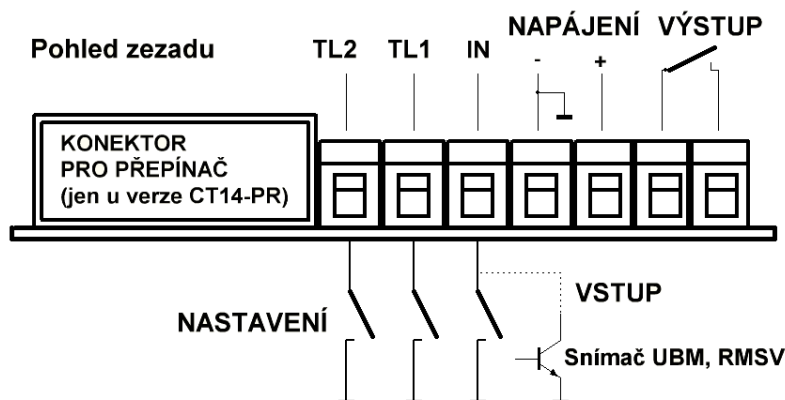 NAPÁJENÍ VÝSTUP
Pohled zezadu TL2 TL1 IN - +
KONEKTOR
PRO PŘEPÍNAČ
(jen u verze CT14-PR)
VSTUP
NASTAVENÍ
Snímač UBM, RMSV